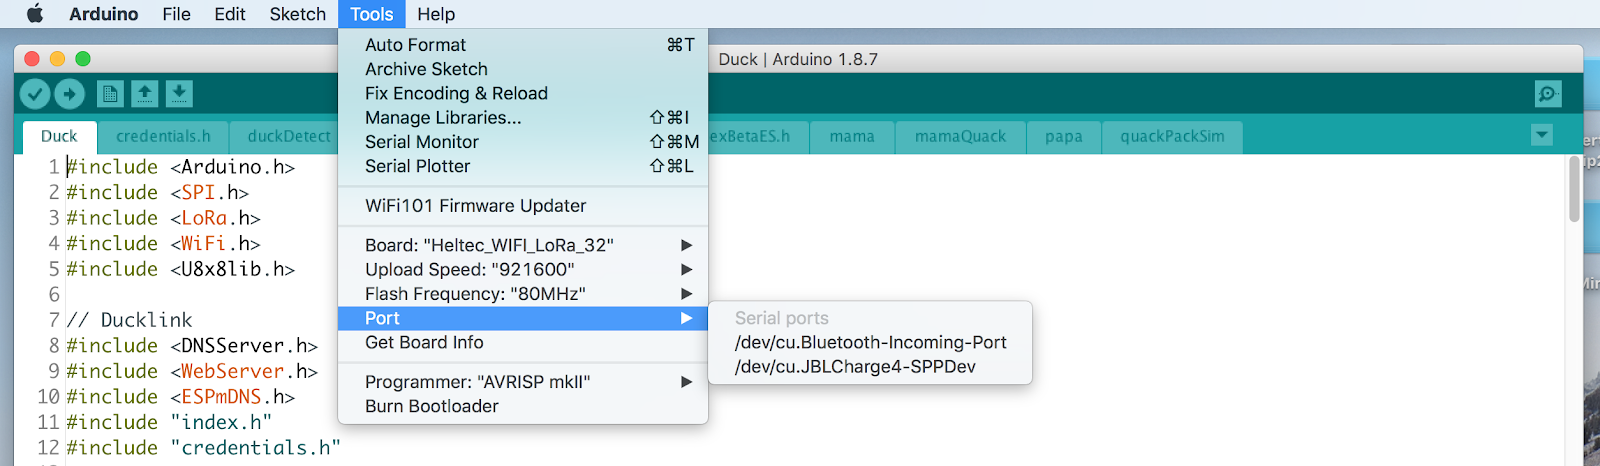 Arduino File Edit Sketch Tools Help
Duck | Arduino 1.8.7
Auto Format ⌘T
Archive Sketch
Fix Encoding & Reload
Manage Libraries... ⇧⌘I
Serial Monitor ⇧⌘M
Serial Plotter ⇧⌘L
WiFi101 Firmware Updater
Board: "Heltec_WIFI_LoRa_32"
Upload Speed: "921600"
Flash Frequency: "80MHz"
Port
Get Board Info
Programmer: "AVRISP mkII"
Burn Bootloader
Serial ports
/dev/cu.Bluetooth-Incoming-Port
/dev/cu.JBLCharge4-SPPDev
Duck credentials.h duckDetect exBetaES.h mama mamaQuack papa quackPackSim
1 #include <Arduino.h>
2 #include <SPI.h>
3 #include <LoRa.h>
4 #include <WiFi.h>
5 #include <U8x8lib.h>
6
7 // Ducklink
8 #include <DNSServer.h>
9 #include <WebServer.h>
10 #include <ESPmDNS.h>
11 #include "index.h"
12 #include "credentials.h"